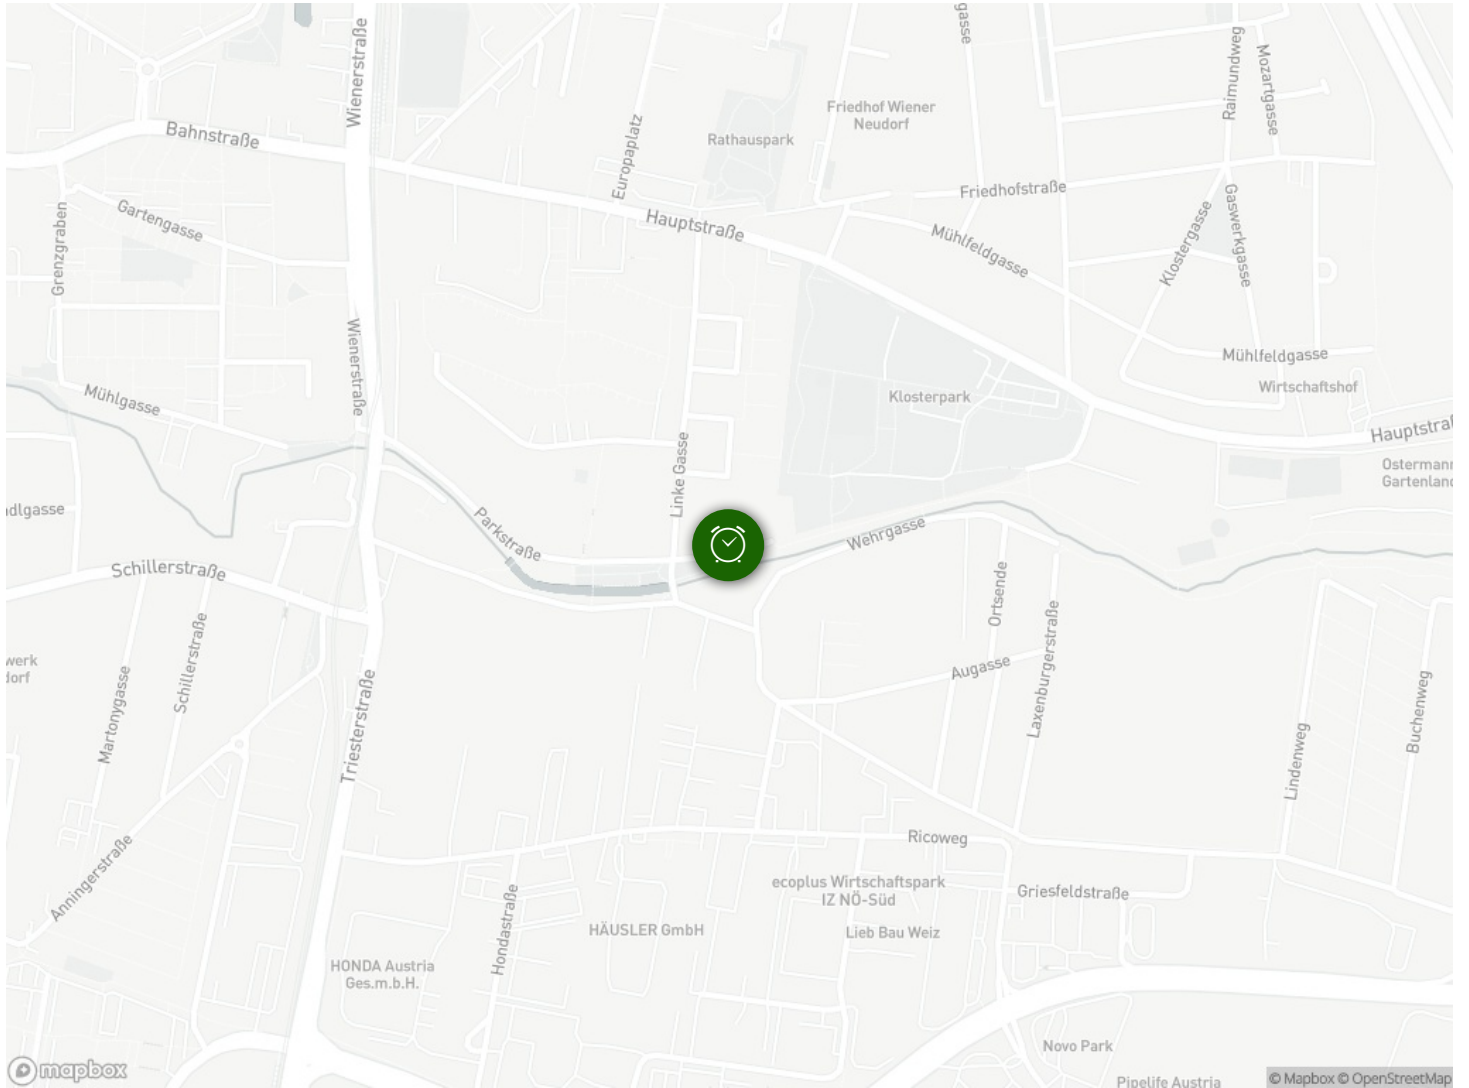 Wienerstraße
gasse
Raimundweg
Mozartgasse
Friedhof Wiener
Neudorf
Bahnstraße
Rathauspark
Europaplatz
Friedhofstraße
Gartengasse
Grenzgraben
Hauptstraße
Mühlfeldgasse
Klostergasse
Gaswerkgasse
Wienerstraße
Mühlfeldgasse
Wirtschaftshof
Mühlgasse
Klosterpark
Hauptstraß
Linke Gasse
Ostermann
Gartenland
adlgasse
Parkstraße
Wehrgasse
Schillerstraße
Ortsende
Laxenburgerstraße
Schillerstraße
werk
dorf
Martonygasse
Augasse
Triesterstraße
Lindenweg
Buchenweg
Ricoweg
Anningerstraße
ecoplus Wirtschaftspark
IZ NÖ-Süd
Griesfeldstraße
Hondastraße
HÄUSLER GmbH
Lieb Bau Weiz
HONDA Austria
Ges.m.b.H.
Novo Park
mapbox
Pipelife Austria
© Mapbox © OpenStreetMap